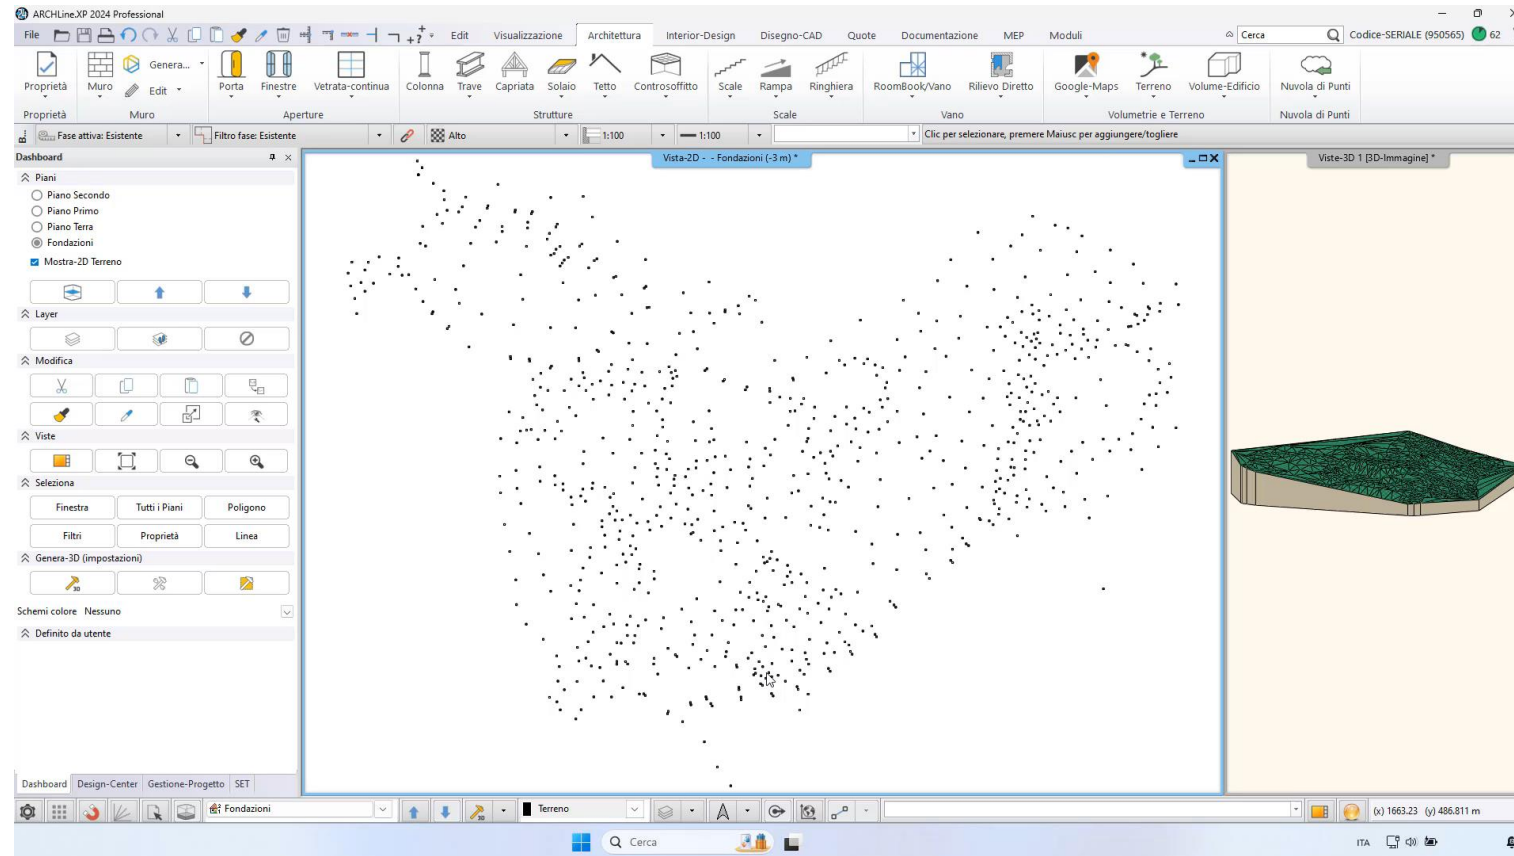 ARCHLine.XP 2024 Professional
File Edit Visualizzazione Architettura Interior-Design Disegno-CAD Quote Documentazione MEP Moduli Cerca Codice-SERIALE (950565) 62
Proprietà Muro Genera... Edit Porta Finestre Vetrata-continua Colonna Trave Capriata Solaio Tetto Controsoffitto Scale Rampa Ringhiera RoomBook/Vano Rilievo Diretto Google-Maps Terreno Volume-Edificio Nuvola di Punti
Proprietà Muro Aperture Strutture Scale Vano Volumetrie e Terreno Nuvola di Punti
Fase attiva: Esistente Filtro fase: Esistente Alto 1:100 1:100 Clic per selezionare, premere Maiusc per aggiungere/togliere
Dashboard Vista-2D - - Fondazioni (-3 m) * Viste-3D 1 [3D-Immagine] *
Piani
Piano Secondo
Piano Primo
Piano Terra
Fondazioni
Mostra-2D Terreno
Layer
Modifica
Viste
Seleziona
Finestra Tutti i Piani Poligono
Filtri Proprietà Linea
Genera-3D (impostazioni)
3D
Schemi colore Nessuno
Definito da utente
Dashboard Design-Center Gestione-Progetto SET
Fondazioni 3D Terreno (x) 1663.23 (y) 486.811 m
Cerca ITA